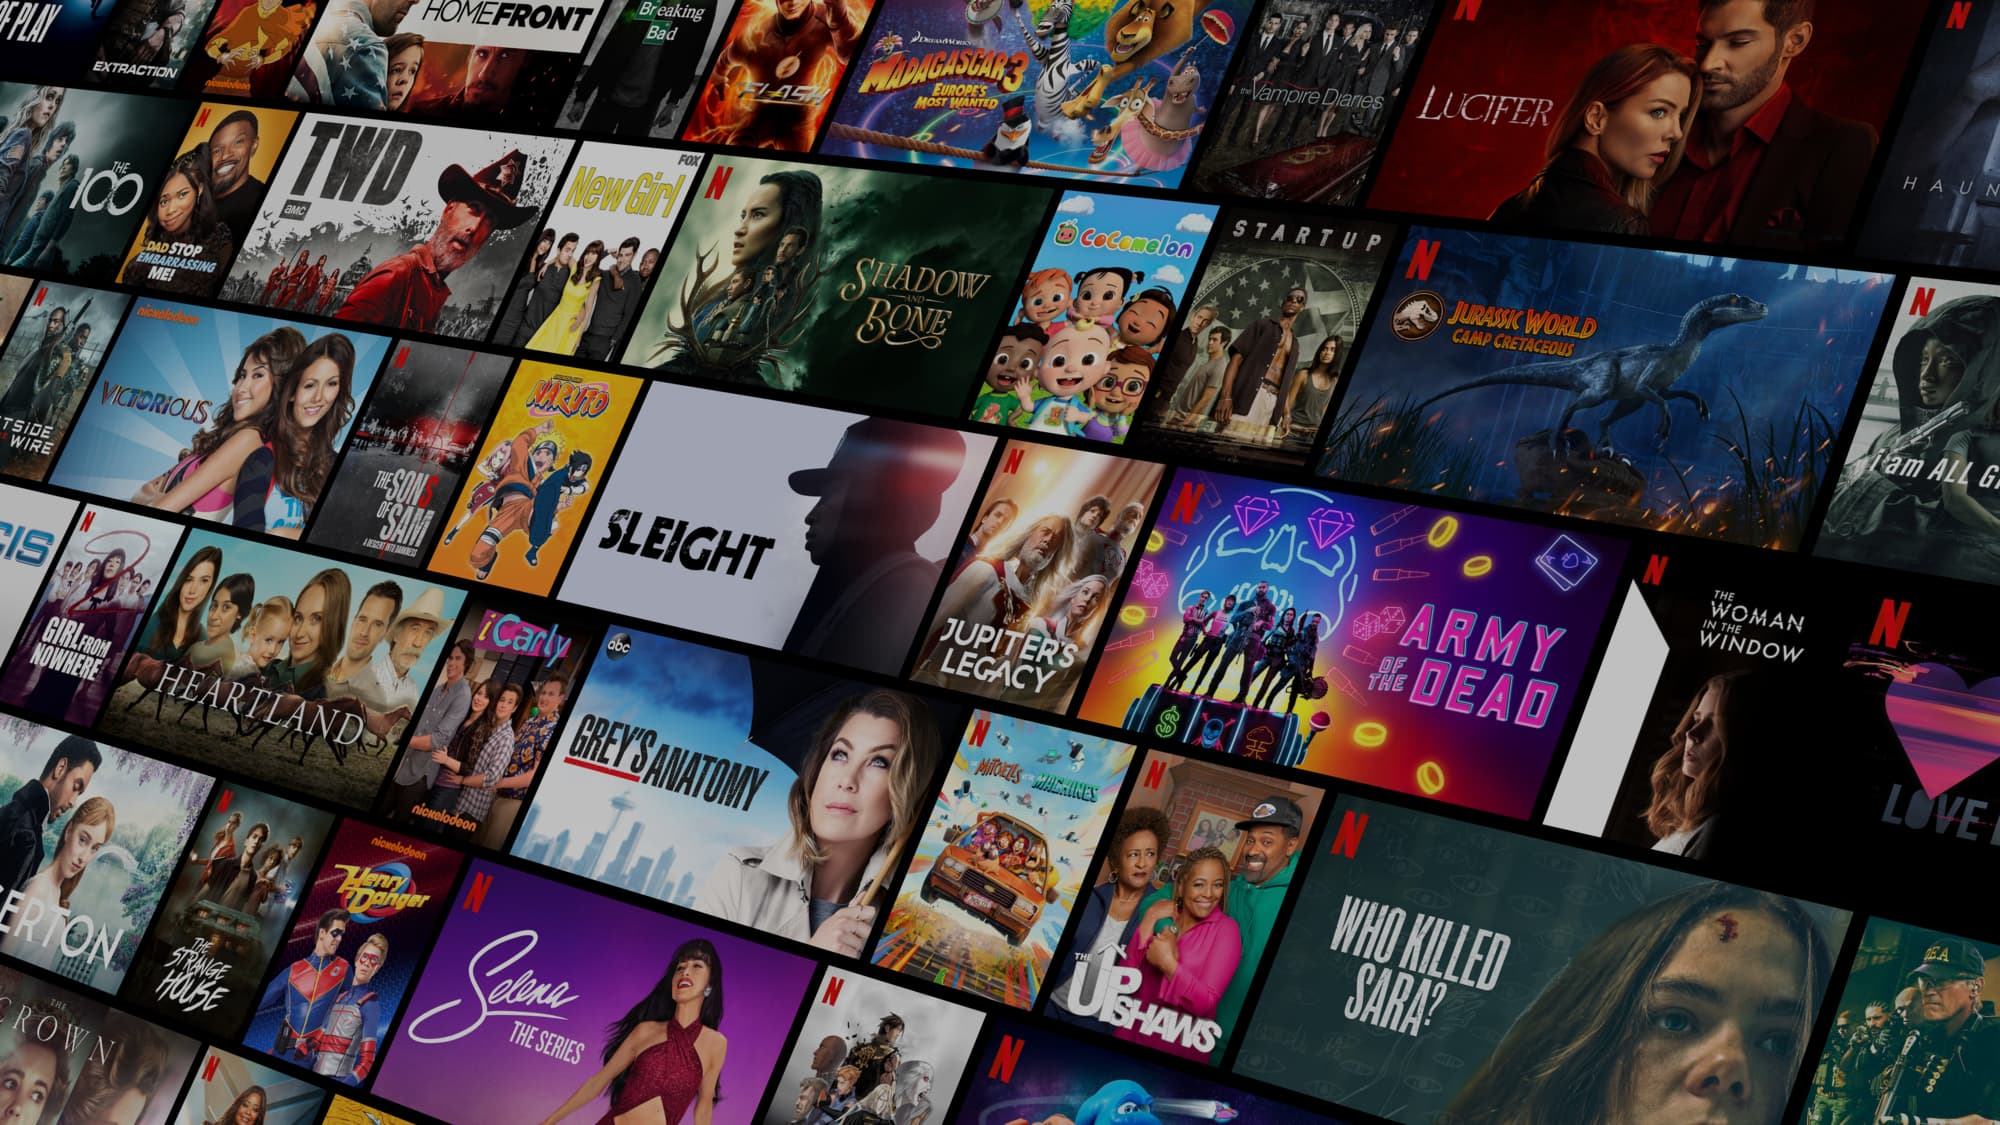 OF PLAY
EXTRACTION
nickelodeon
HOMEFRONT
Breaking
Bad
FLASH
DREAMWORKS
MADAGASCAR 3
EUROPE'S
MOST WANTED
the Vampire Diaries
N
LUCIFER
N
HAUN
THE
100
N
DAD STOP
EMBARRASSING
ME!
TWD
amc
FOX
New Girl
N
SHADOW
AND
BONE
CoComelon
STARTUP
N
JURASSIC WORLD
CAMP CRETACEOUS
N
i am ALL G
N
TSIDE
WIRE
nickelodeon
VICTORIOUS
N
THE SONS
OF SAM
A DESCENT INTO DARKNESS
NARUTO
SLEIGHT
N
JUPITER'S
LEGACY
N
ARMY
OF THE DEAD
N
THE
WOMAN
IN THE
WINDOW
N
LOVE
CIS
N
GIRL FROM
NOWHERE
HEARTLAND
iCarly
nickelodeon
abc
GREY'S ANATOMY
N
THE MITCHELLS VS THE MACHINES
N
THE UPSHAWS
N
WHO KILLED
SARA?
DEA
ERTON
N
THE
STRANGE
HOUSE
nickelodeon
Henry
Danger
N
Selena
THE SERIES
N
N
THE
CROWN
N